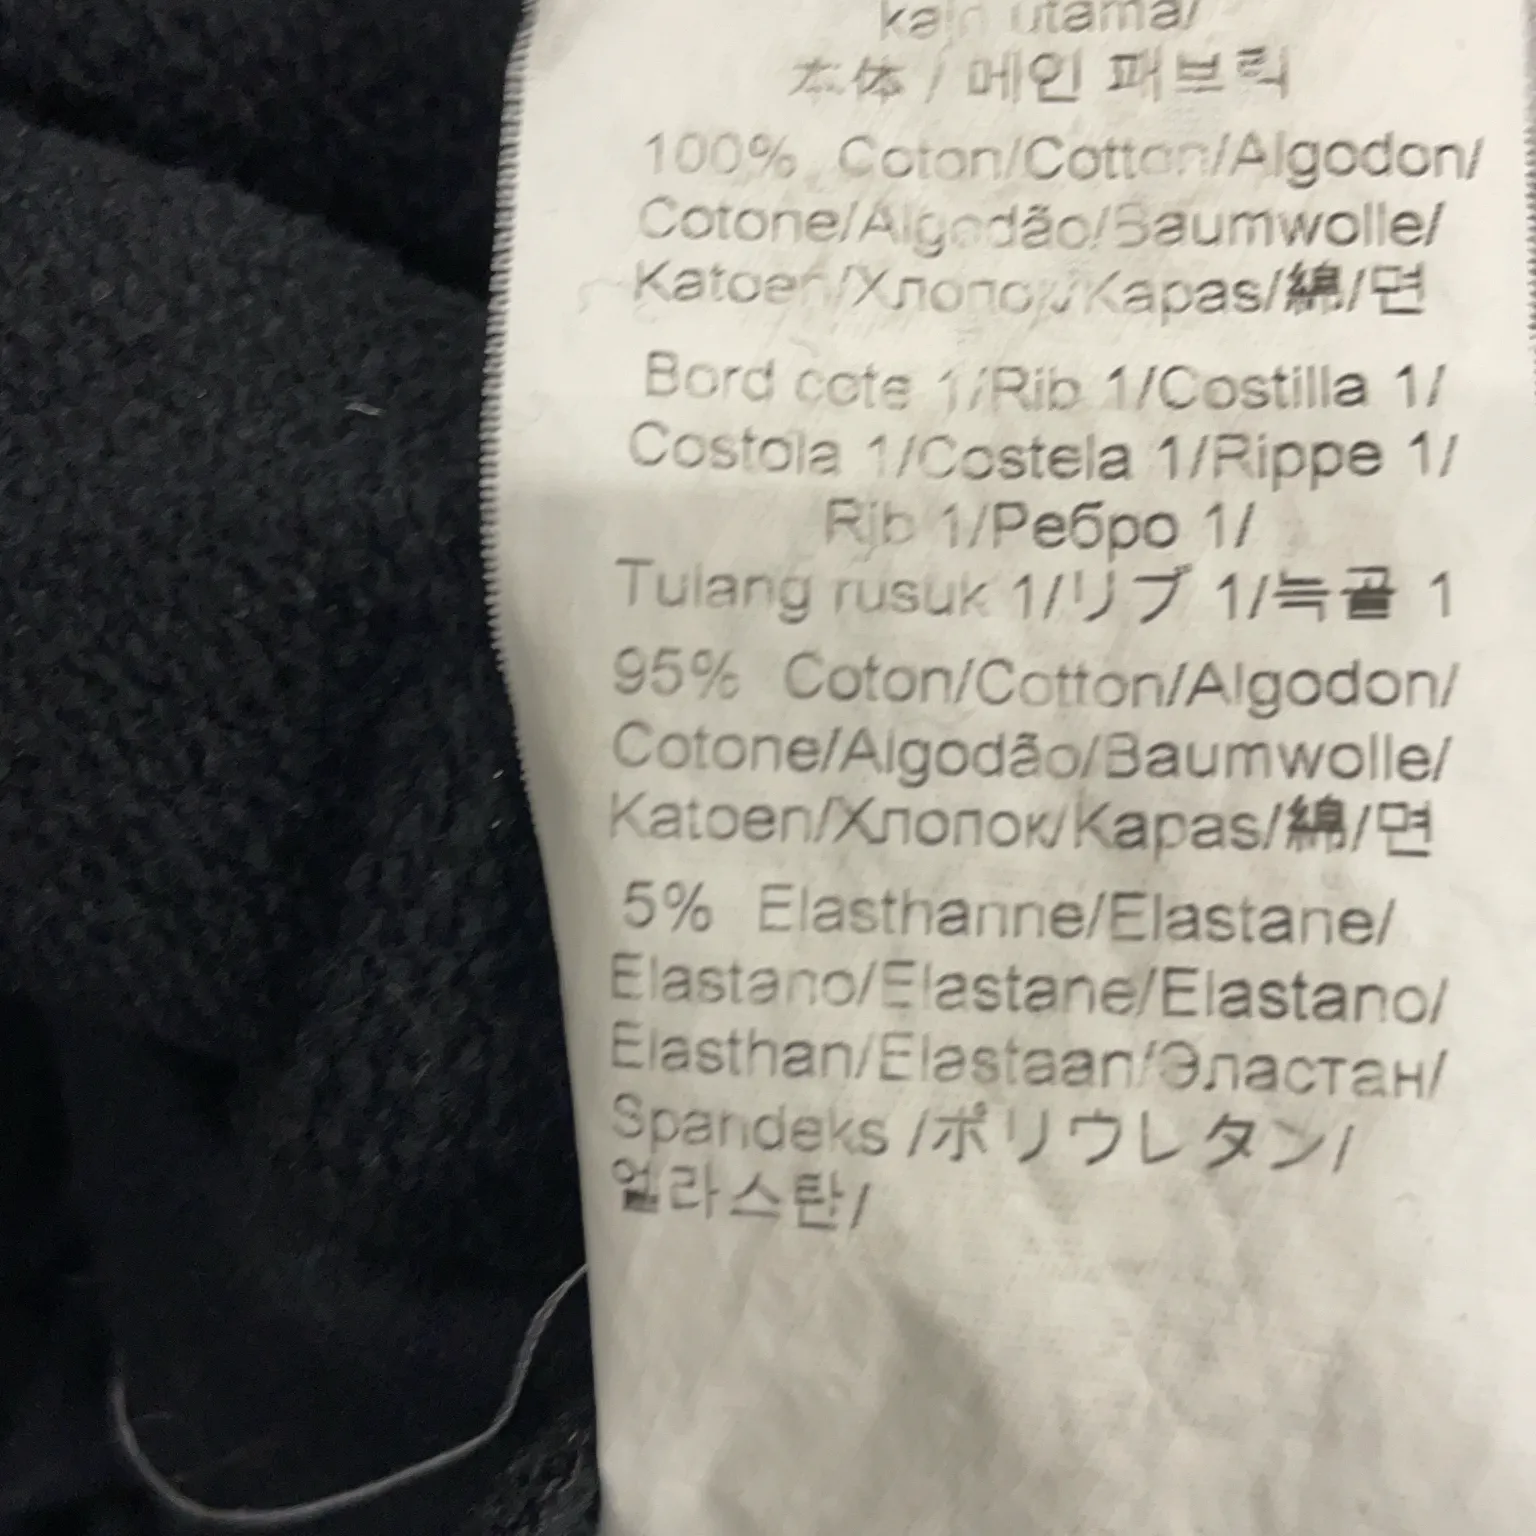 kain utama/
本体 / 메인 패브릭
100% Coton/Cotton/Algodon/
Cotone/Algodão/Baumwolle/
Katoen/Хлопок/Kapas/綿/면
Bord cote 1/Rib 1/Costilla 1/
Costola 1/Costela 1/Rippe 1/
Rib 1/Ребро 1/
Tulang rusuk 1/リブ 1/늑골 1
95% Coton/Cotton/Algodon/
Cotone/Algodão/Baumwolle/
Katoen/Хлопок/Kapas/綿/면
5% Elasthanne/Elastane/
Elastano/Elastane/Elastano/
Elasthan/Elastaan/Эластан/
Spandeks /ポリウレタン/
엘라스탄/